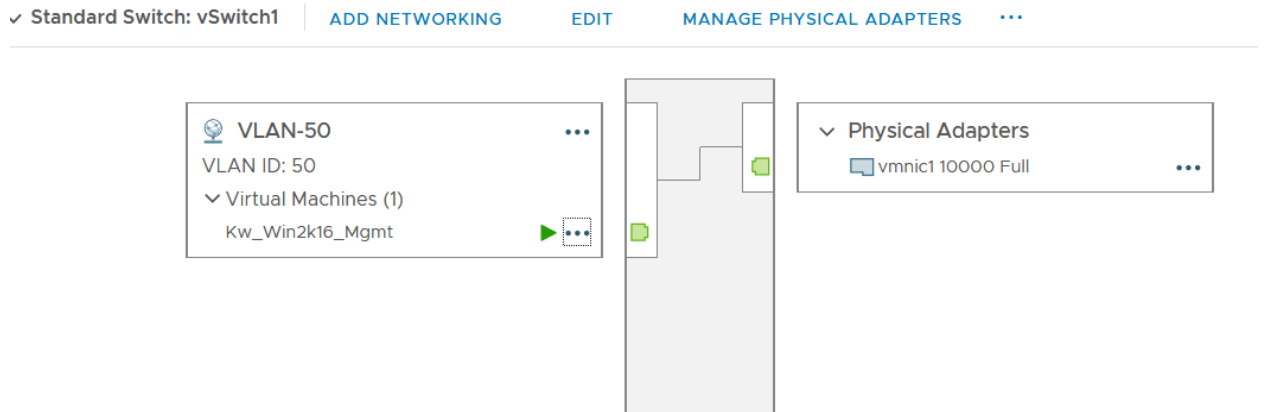 Standard Switch: vSwitch1 ADD NETWORKING EDIT MANAGE PHYSICAL ADAPTERS ...
VLAN-50 ...
VLAN ID: 50
Virtual Machines (1)
Kw_Win2k16_Mgmt ...
Physical Adapters
vmnic1 10000 Full ...